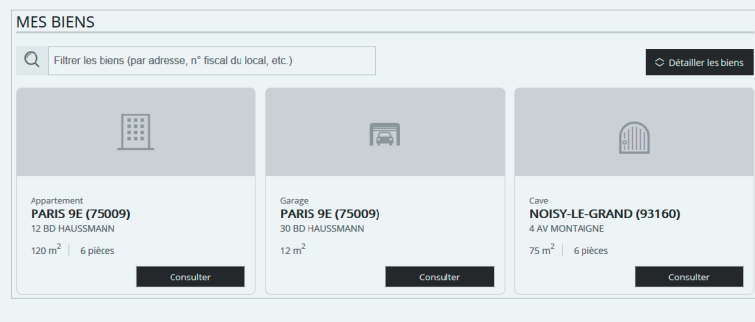 MES BIENS
Filtrer les biens (par adresse, n° fiscal du local, etc.)
Détailler les biens
Appartement
PARIS 9E (75009)
12 BD HAUSSMANN
120 m² 6 pièces
Consulter
Garage
PARIS 9E (75009)
30 BD HAUSSMANN
12 m²
Consulter
Cave
NOISY-LE-GRAND (93160)
4 AV MONTAIGNE
75 m² 6 pièces
Consulter